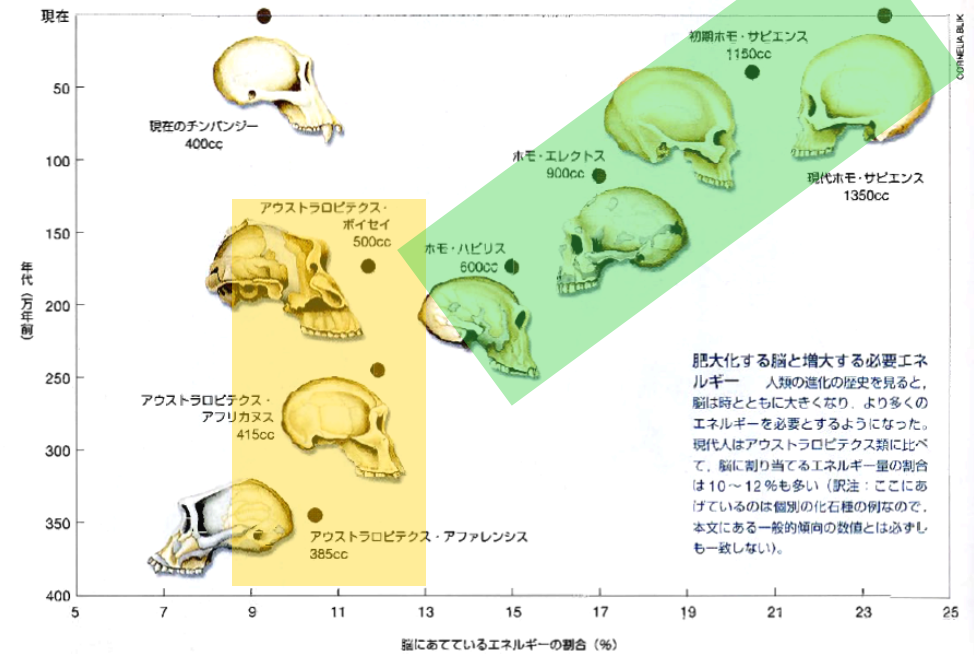 現在
50
100
150
200
250
300
350
400
年代(万年前)
5
7
9
11
13
15
17
19
21
23
25
脳にあてているエネルギーの割合(%)
現在のチンパンジー
400cc
アウストラロピテクス・
ボイセイ
500cc
アウストラロピテクス・
アフリカヌス
415cc
アウストラロピテクス・アファレンシス
385cc
ホモ・ハビリス
600cc
ホモ・エレクトス
900cc
初期ホモ・サピエンス
1150cc
現代ホモ・サピエンス
1350cc
CORNELIA BLIK
肥大化する脳と増大する必要エネ
ルギー 人類の進化の歴史を見ると,
脳は時とともに大きくなり,より多くの
エネルギーを必要とするようになった。
現代人はアウストラロピテクス類に比べ
て,脳に割り当てるエネルギー量の割合
は10〜12%も多い(訳注:ここにあ
げているのは個別の化石種の例なので,
本文にある一般的傾向の数値とは必ずし
も一致しない)。